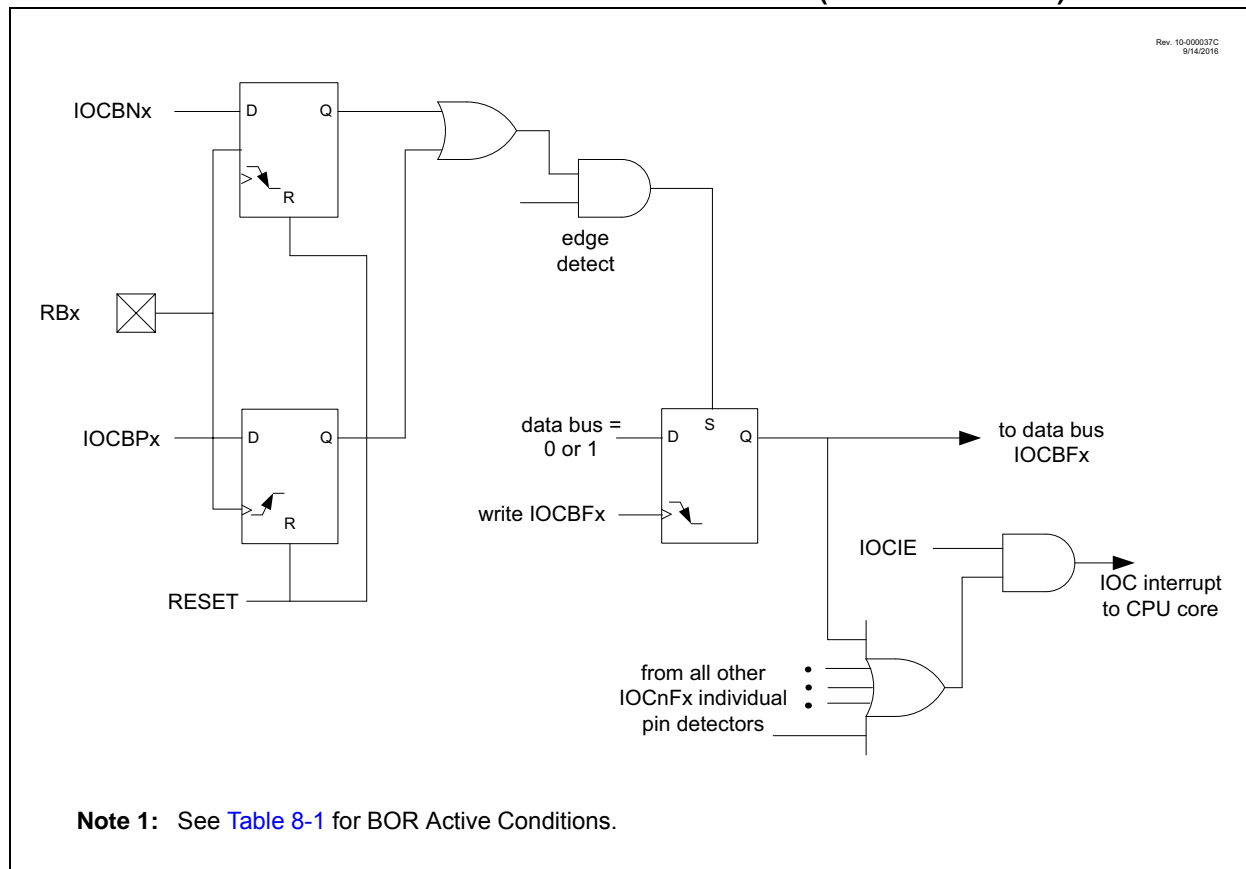 Rev. 10-000037C
9/14/2016
IOCBNx
D
Q
R
edge
detect
RBx
IOCBPx
D
Q
R
RESET
data bus =
0 or 1
D
S
Q
write IOCBFx
to data bus
IOCBFx
IOCIE
IOC interrupt
to CPU core
from all other
IOCnFx individual
pin detectors
Note 1: See Table 8-1 for BOR Active Conditions.